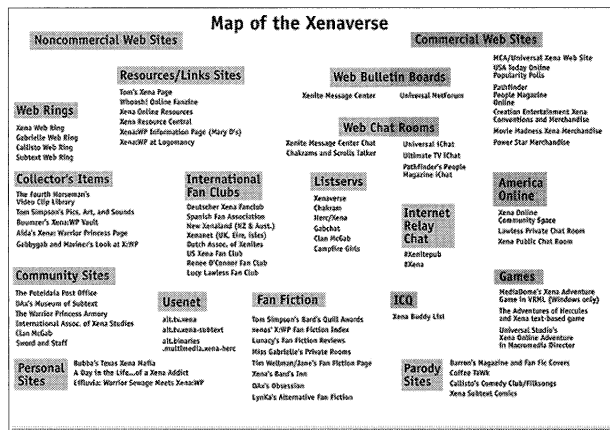 Map of the Xenaverse
Noncommercial Web Sites
Commercial Web Sites
MCA/Universal Xena Web Site
USA Today Online
Popularity Polls
Pathfinder
People Magazine
Online
Creation Entertainment Xena
Conventions and Merchandise
Movie Madness Xena Merchandise
Power Star Merchandise
Resources/Links Sites
Tom's Xena Page
Whoosh! Online Fanzine
Xena Online Resources
Xena Resource Central
Xena:WP Information Page (Mary D's)
Xena:WP at Logomancy
Web Bulletin Boards
Xenite Message Center
Universal NetForum
Web Rings
Xena Web Ring
Gabrielle Web Ring
Callisto Web Ring
Subtext Web Ring
Web Chat Rooms
Xenite Message Center Chat
Chakrams and Scrolls Talker
Universal iChat
Ultimate TV iChat
Pathfinder's People
Magazine iChat
Collector's Items
The Fourth Horseman's
Video Clip Library
Tom Simpson's Pics, Art, and Sounds
Bouncer's Xena:WP Vault
Aida's Xena: Warrior Princess Page
Gabbygab and Mariner's Look at X:WP
International
Fan Clubs
Deutscher Xena Fanclub
Spanish Fan Association
New Xenaland (NZ & Aust.)
Xenanet (UK, Eire, Isles)
Dutch Assoc. of Xenites
US Xena Fan Club
Renee O'Connor Fan Club
Lucy Lawless Fan Club
Listservs
Xenaverse
Chakram
Herc/Xena
Gabchat
Clan McGab
Campfire Girls
Internet
Relay
Chat
#Xenitepub
#Xena
America
Online
Xena Online
Community Space
Lawless Private Chat Room
Xena Public Chat Room
Community Sites
The Poteidaia Post Office
DAx's Museum of Subtext
The Warrior Princess Armory
International Assoc. of Xena Studies
Clan McGab
Sword and Staff
Usenet
alt.tv.xena
alt.tv.xena-subtext
alt.binaries
.multimedia.xena-herc
Fan Fiction
Tom Simpson's Bard's Quill Awards
xenos' X:WP Fan Fiction Index
Lunacy's Fan Fiction Reviews
Miss Gabrielle's Private Rooms
Tim Wellman/Jane's Fan Fiction Page
Xena's Bard's Inn
DAx's Obsession
LynKa's Alternative Fan Fiction
ICQ
Xena Buddy List
Games
MediaDome's Xena Adventure
Game in VRML (Windows only)
The Adventures of Hercules
and Xena text-based game
Universal Studio's
Xena Online Adventure
in Macromedia Director
Personal
Sites
Bubba's Texas Xena Mafia
A Day in the Life...of a Xena Addict
Effluvia: Warrior Sewage Meets Xena:WP
Parody
Sites
Barron's Magazine and Fan Fic Covers
Coffee TaWk
Callisto's Comedy Club/Filksongs
Xena Subtext Comics